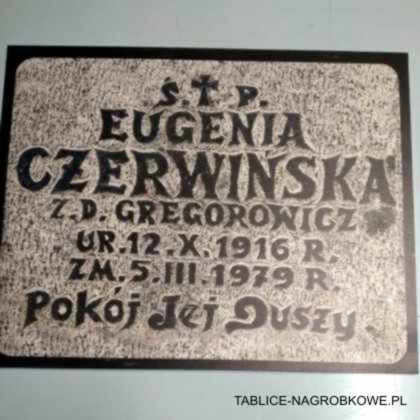 Ś.†P.
EUGENIA
CZERWIŃSKA
Z.D. GREGOROWICZ
UR.12.X.1916 R.
ZM.5.III.1979 R.
Pokój Jej Duszy.
TABLICE-NAGROBKOWE.PL